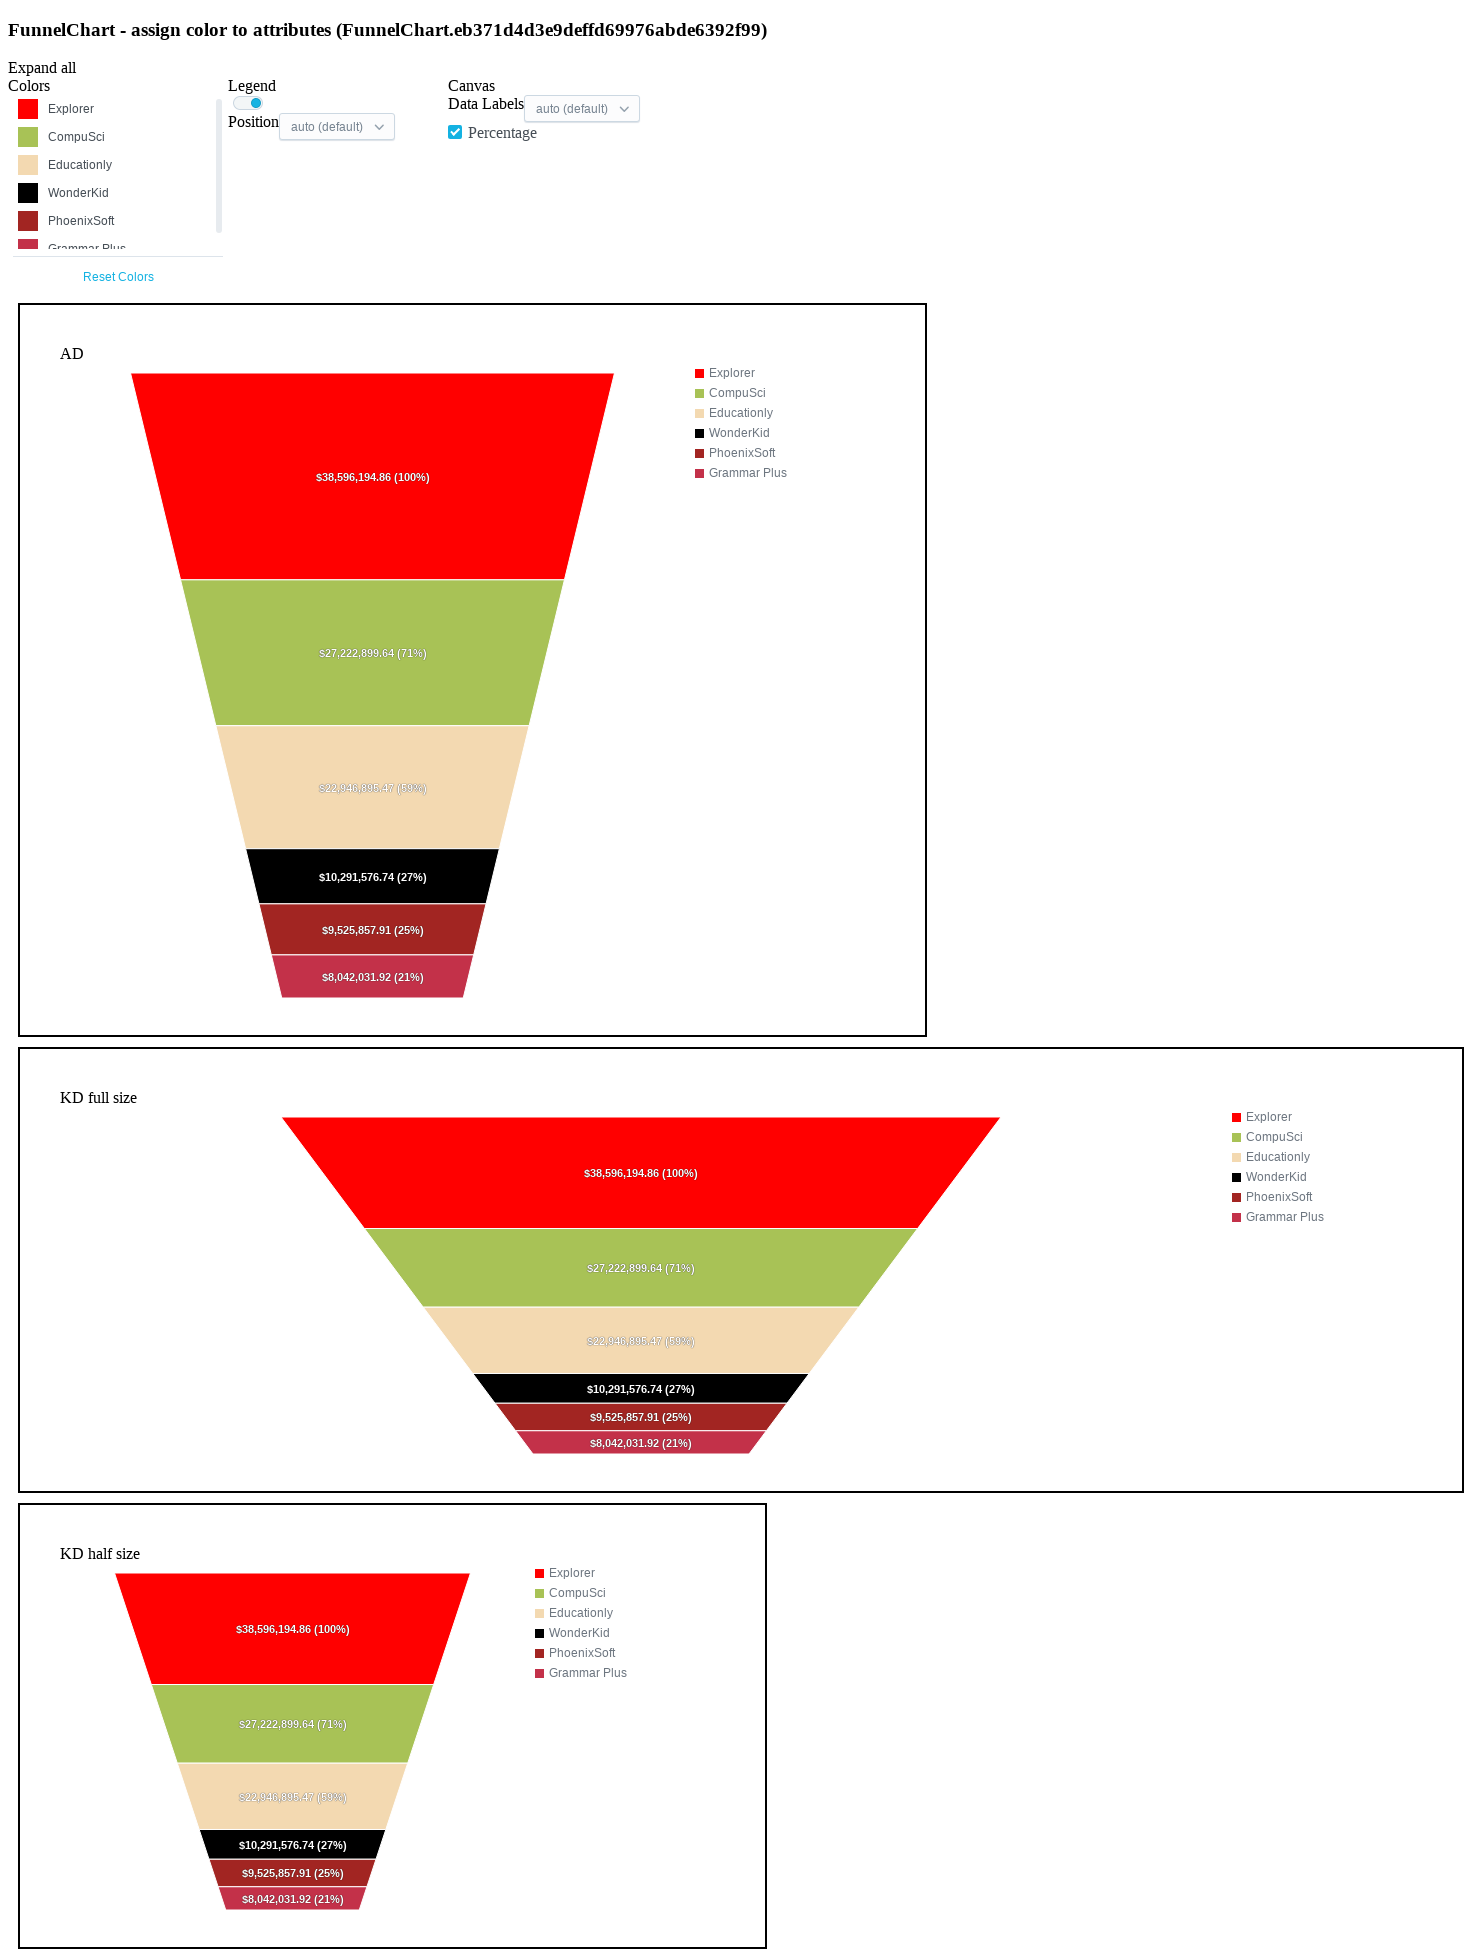 FunnelChart - assign color to attributes (FunnelChart.eb371d4d3e9deffd69976abde6392f99)
Expand all
Colors
Explorer
CompuSci
Educationly
WonderKid
PhoenixSoft
Grammar Plus
Reset Colors
Legend
Position auto (default)
Canvas
Data Labels auto (default)
Percentage
AD
$38,596,194.86 (100%)
$27,222,899.64 (71%)
$22,946,895.47 (59%)
$10,291,576.74 (27%)
$9,525,857.91 (25%)
$8,042,031.92 (21%)
Explorer
CompuSci
Educationly
WonderKid
PhoenixSoft
Grammar Plus
KD full size
$38,596,194.86 (100%)
$27,222,899.64 (71%)
$22,946,895.47 (59%)
$10,291,576.74 (27%)
$9,525,857.91 (25%)
$8,042,031.92 (21%)
Explorer
CompuSci
Educationly
WonderKid
PhoenixSoft
Grammar Plus
KD half size
$38,596,194.86 (100%)
$27,222,899.64 (71%)
$22,946,895.47 (59%)
$10,291,576.74 (27%)
$9,525,857.91 (25%)
$8,042,031.92 (21%)
Explorer
CompuSci
Educationly
WonderKid
PhoenixSoft
Grammar Plus